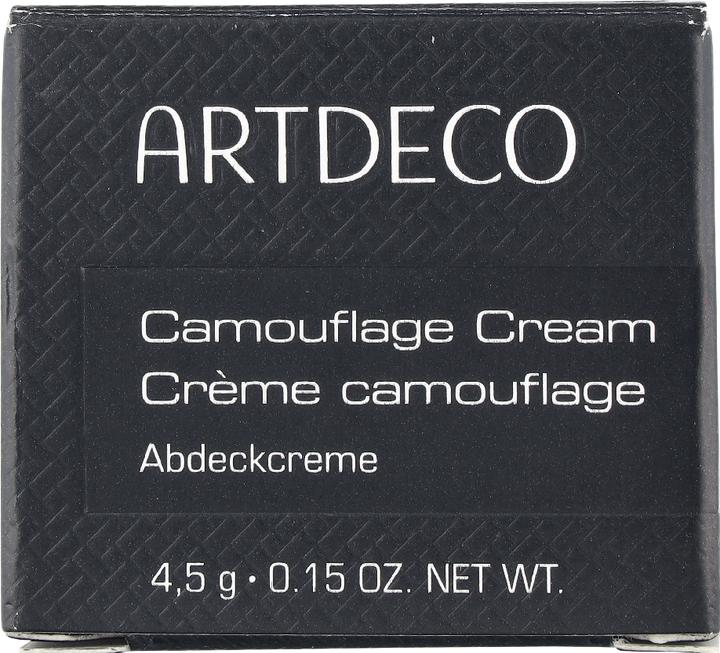 ARTDECO
Camouflage Cream
Crème camouflage
Abdeckcreme
4,5 g • 0.15 OZ. NET WT.